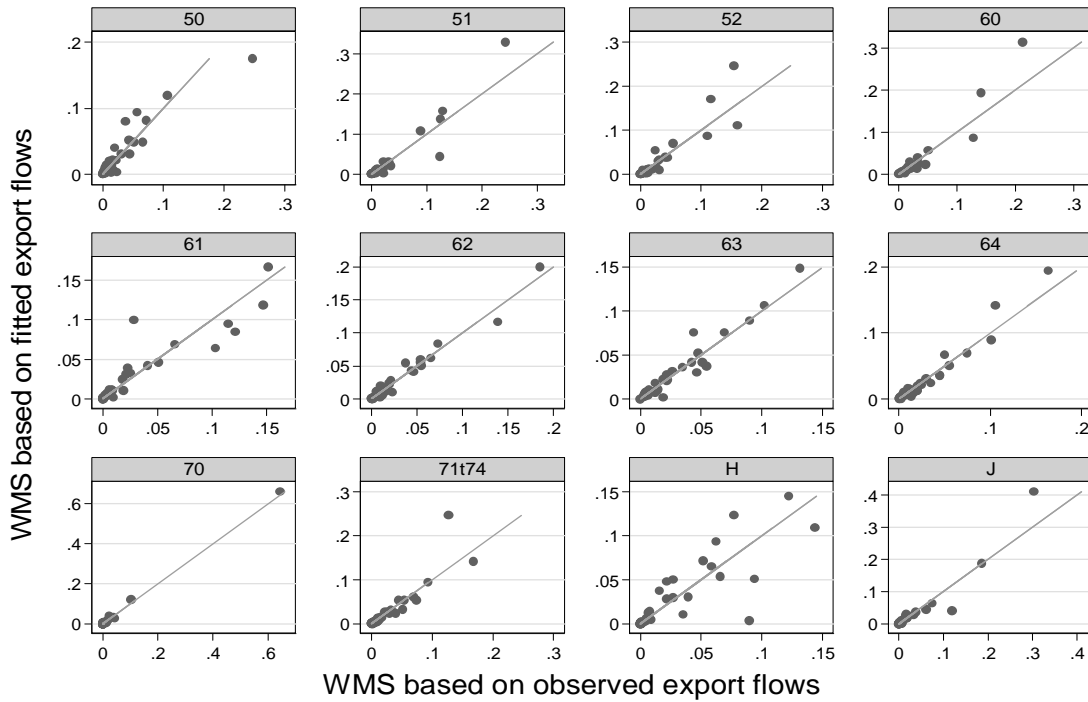 50 51 52 60
.2 .3 .3 .3
.1 .2 .2 .2
.1 .1 .1
0 0 0 0
0 .1 .2 .3 0 .1 .2 .3 0 .1 .2 .3 0 .1 .2 .3
61 62 63 64
.15 .2 .15 .2
.1 .1
.1 .1
.05 .05
0 0 0 0
0 .05 .1 .15 0 .05 .1 .15 .2 0 .05 .1 .15 0 .1 .2
70 71t74 H J
.6 .3 .15 .4
.4 .2 .1 .3
.2
.2 .1 .05 .1
0 0 0 0
0 .2 .4 .6 0 .1 .2 .3 0 .05 .1 .15 0 .1 .2 .3 .4
WMS based on fitted export flows
WMS based on observed export flows